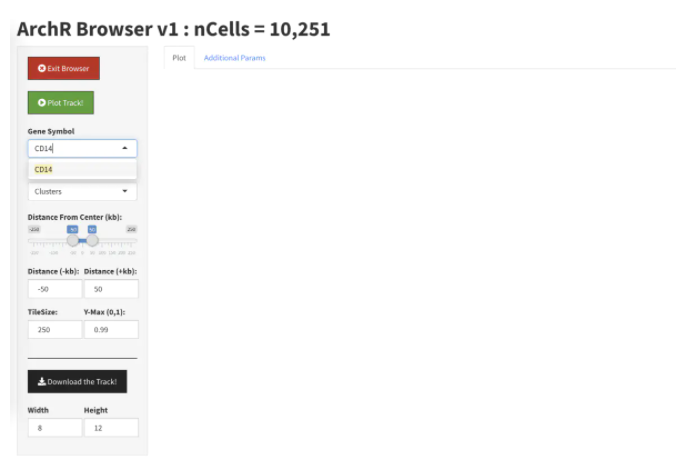 ArchR Browser v1 : nCells = 10,251
Exit Browser
Plot Track!
Plot
Additional Params
Gene Symbol
CD14
CD14
Clusters
Distance From Center (kb):
-250 -50 50 250
Distance (-kb): Distance (+kb):
-50 50
TileSize: Y-Max (0,1):
250 0.99
Download the Track!
Width Height
8 12